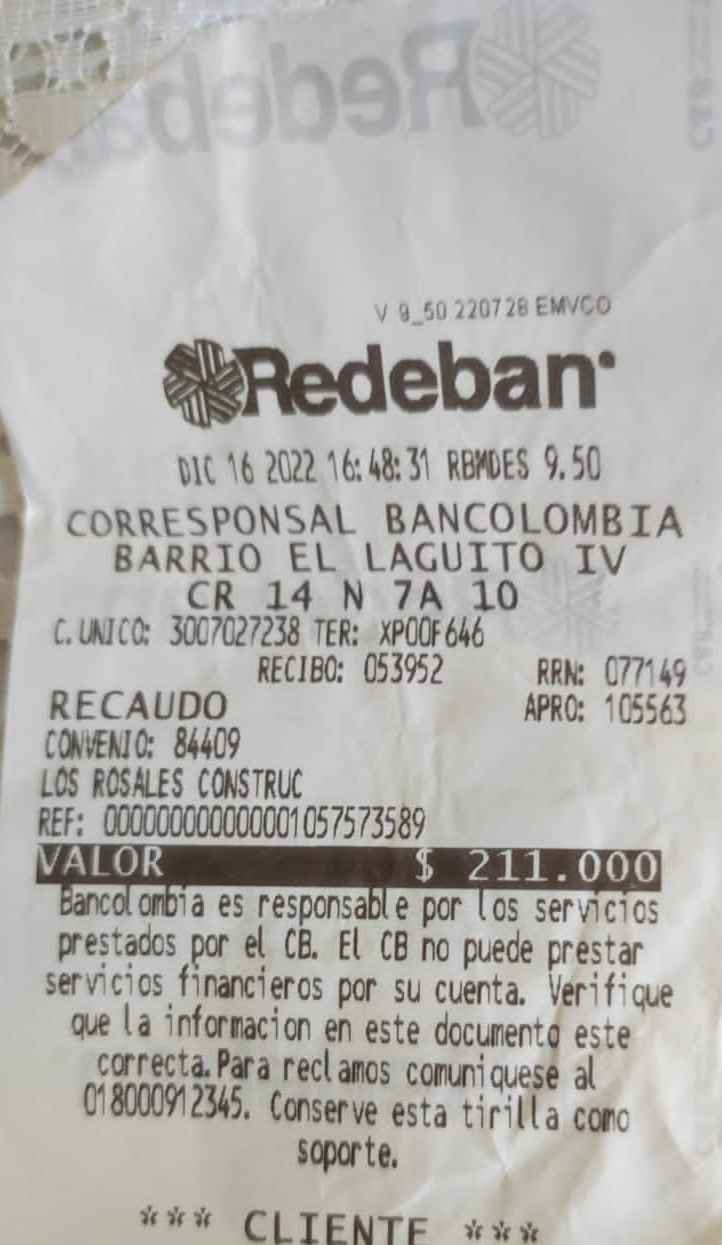 Redeban
V 9_50 220728 EMVCO
Redeban
DIC 16 2022 16:48:31 RBMDES 9.50
CORRESPONSAL BANCOLOMBIA
BARRIO EL LAGUITO IV
CR 14 N 7A 10
C. UNICO: 3007027238 TER: XP00F646
RECIBO: 053952 RRN: 077149
RECAUDO APRO: 105563
CONVENIO: 84409
LOS ROSALES CONSTRUC
REF: 000000000000001057573589
VALOR $ 211.000
Bancolombia es responsable por los servicios
prestados por el CB. El CB no puede prestar
servicios financieros por su cuenta. Verifique
que la informacion en este documento este
correcta.Para reclamos comuniquese al
018000912345. Conserve esta tirilla como
soporte.
*** CLIENTE ***